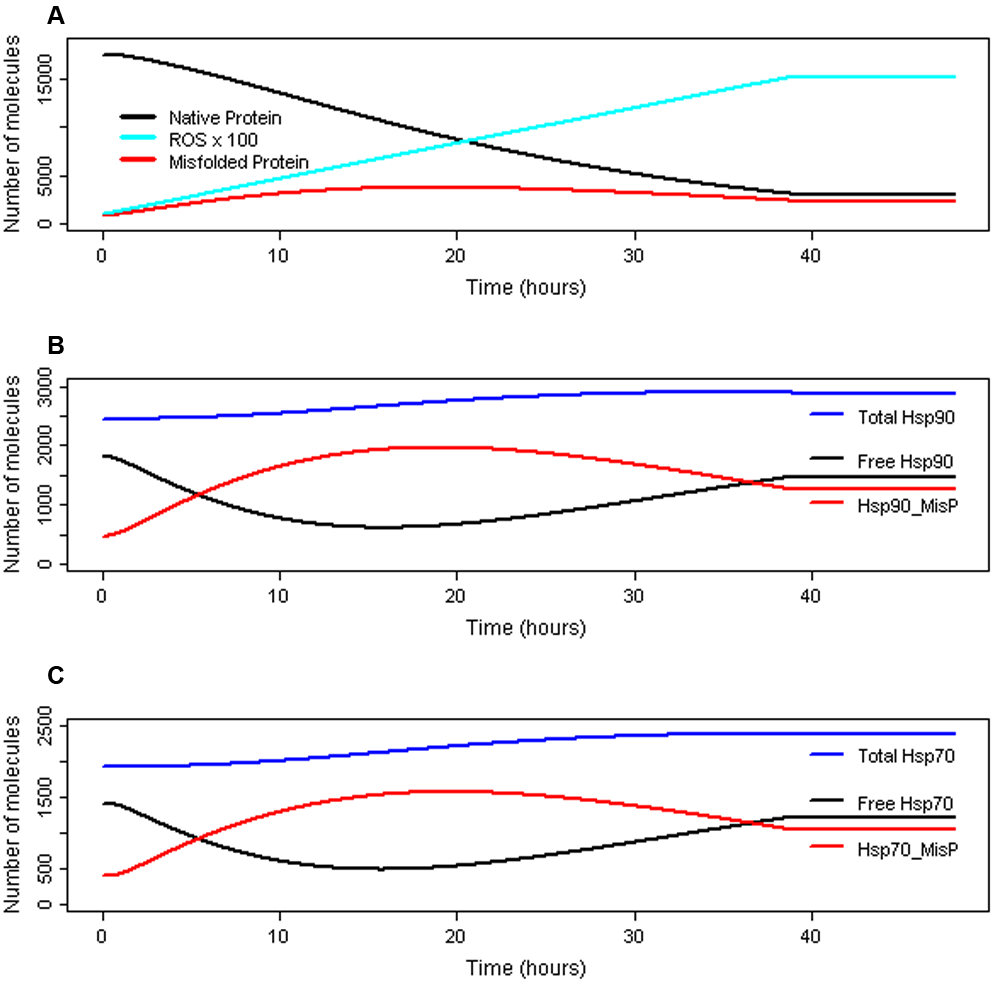 A
Number of molecules
15000
5000
0
Native Protein
ROS x 100
Misfolded Protein
0 10 20 30 40
Time (hours)
B
Number of molecules
3000
2000
1000
0
Total Hsp90
Free Hsp90
Hsp90_MisP
0 10 20 30 40
Time (hours)
C
Number of molecules
2500
1500
500
0
Total Hsp70
Free Hsp70
Hsp70_MisP
0 10 20 30 40
Time (hours)